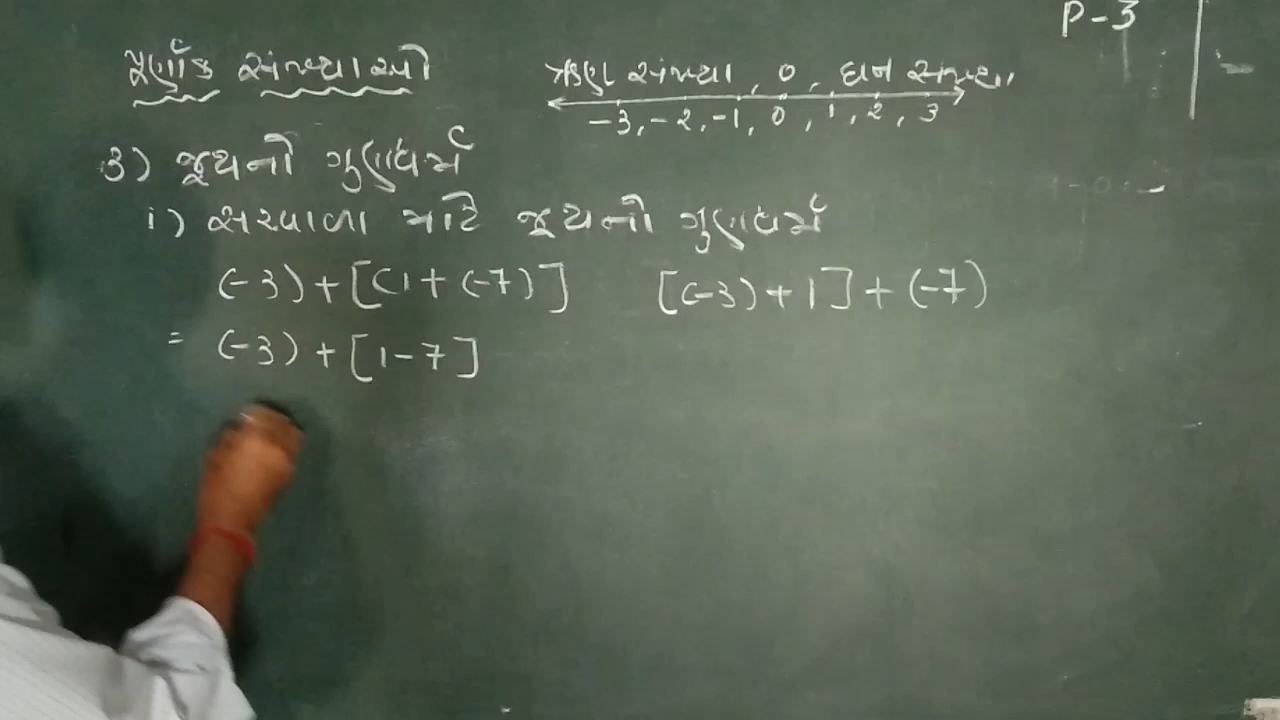 P-3
પૂર્ણાંક સંખ્યાઓ
ઋણ સંખ્યા, 0, ધન સંખ્યા
-3, -2, -1, 0, 1, 2, 3
3) જૂથનો ગુણધર્મ
i) સરવાળા માટે જૂથનો ગુણધર્મ
(-3) + [(1 + (-7)] [(-3) + 1] + (-7)
= (-3) + [1 - 7]